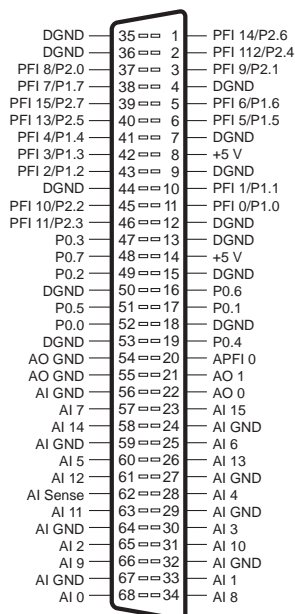 DGND 35 1 PFI 14/P2.6
DGND 36 2 PFI 112/P2.4
PFI 8/P2.0 37 3 PFI 9/P2.1
PFI 7/P1.7 38 4 DGND
PFI 15/P2.7 39 5 PFI 6/P1.6
PFI 13/P2.5 40 6 PFI 5/P1.5
PFI 4/P1.4 41 7 DGND
PFI 3/P1.3 42 8 +5 V
PFI 2/P1.2 43 9 DGND
DGND 44 10 PFI 1/P1.1
PFI 10/P2.2 45 11 PFI 0/P1.0
PFI 11/P2.3 46 12 DGND
P0.3 47 13 DGND
P0.7 48 14 +5 V
P0.2 49 15 DGND
DGND 50 16 P0.6
P0.5 51 17 P0.1
P0.0 52 18 DGND
DGND 53 19 P0.4
AO GND 54 20 APFI 0
AO GND 55 21 AO 1
AI GND 56 22 AO 0
AI 7 57 23 AI 15
AI 14 58 24 AI GND
AI GND 59 25 AI 6
AI 5 60 26 AI 13
AI 12 61 27 AI GND
AI Sense 62 28 AI 4
AI 11 63 29 AI GND
AI GND 64 30 AI 3
AI 2 65 31 AI 10
AI 9 66 32 AI GND
AI GND 67 33 AI 1
AI 0 68 34 AI 8